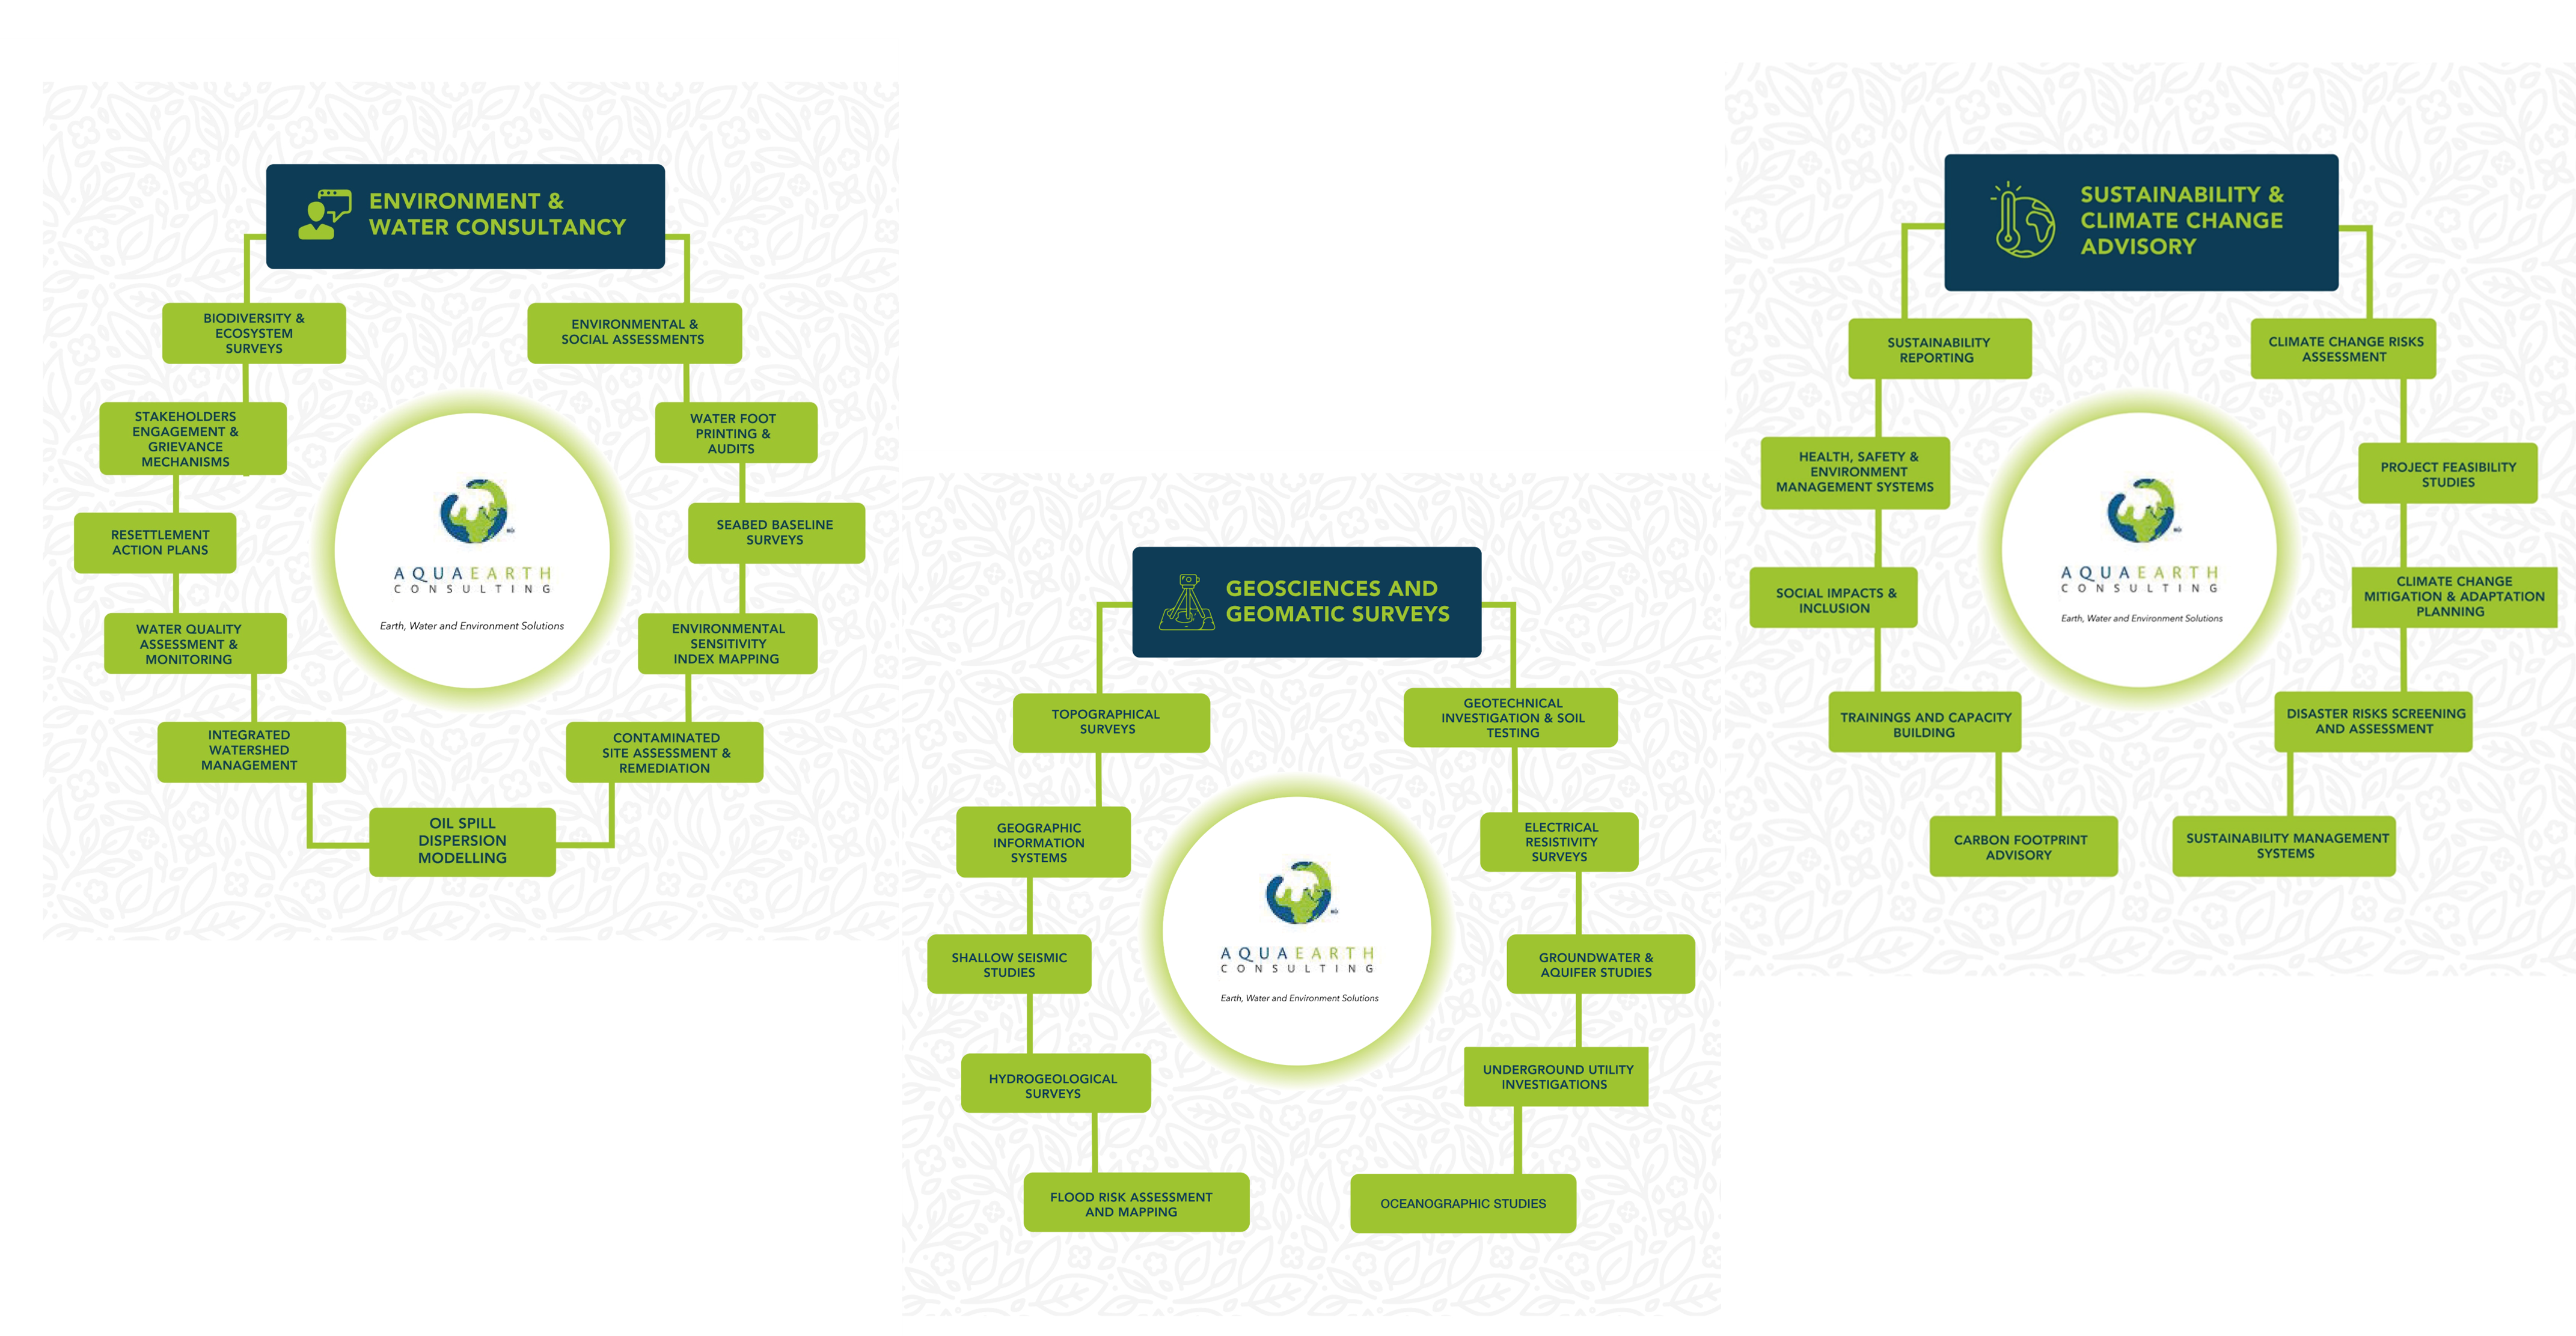 ENVIRONMENT &
WATER CONSULTANCY
BIODIVERSITY &
ECOSYSTEM
SURVEYS
STAKEHOLDERS
ENGAGEMENT &
GRIEVANCE
MECHANISMS
RESETTLEMENT
ACTION PLANS
WATER QUALITY
ASSESSMENT &
MONITORING
INTEGRATED
WATERSHED
MANAGEMENT
OIL SPILL
DISPERSION
MODELLING
ENVIRONMENTAL &
SOCIAL ASSESSMENTS
WATER FOOT
PRINTING &
AUDITS
SEABED BASELINE
SURVEYS
ENVIRONMENTAL
SENSITIVITY
INDEX MAPPING
CONTAMINATED
SITE ASSESSMENT &
REMEDIATION
AQUAEARTH
CONSULTING
Earth, Water and Environment Solutions
GEOSCIENCES AND
GEOMATIC SURVEYS
TOPOGRAPHICAL
SURVEYS
GEOGRAPHIC
INFORMATION
SYSTEMS
SHALLOW SEISMIC
STUDIES
HYDROGEOLOGICAL
SURVEYS
FLOOD RISK ASSESSMENT
AND MAPPING
GEOTECHNICAL
INVESTIGATION & SOIL
TESTING
ELECTRICAL
RESISTIVITY
SURVEYS
GROUNDWATER &
AQUIFER STUDIES
UNDERGROUND UTILITY
INVESTIGATIONS
OCEANOGRAPHIC STUDIES
AQUAEARTH
CONSULTING
Earth, Water and Environment Solutions
SUSTAINABILITY &
CLIMATE CHANGE
ADVISORY
SUSTAINABILITY
REPORTING
HEALTH, SAFETY &
ENVIRONMENT
MANAGEMENT SYSTEMS
SOCIAL IMPACTS &
INCLUSION
TRAININGS AND CAPACITY
BUILDING
CARBON FOOTPRINT
ADVISORY
CLIMATE CHANGE RISKS
ASSESSMENT
PROJECT FEASIBILITY
STUDIES
CLIMATE CHANGE
MITIGATION & ADAPTATION
PLANNING
DISASTER RISKS SCREENING
AND ASSESSMENT
SUSTAINABILITY MANAGEMENT
SYSTEMS
AQUAEARTH
CONSULTING
Earth, Water and Environment Solutions